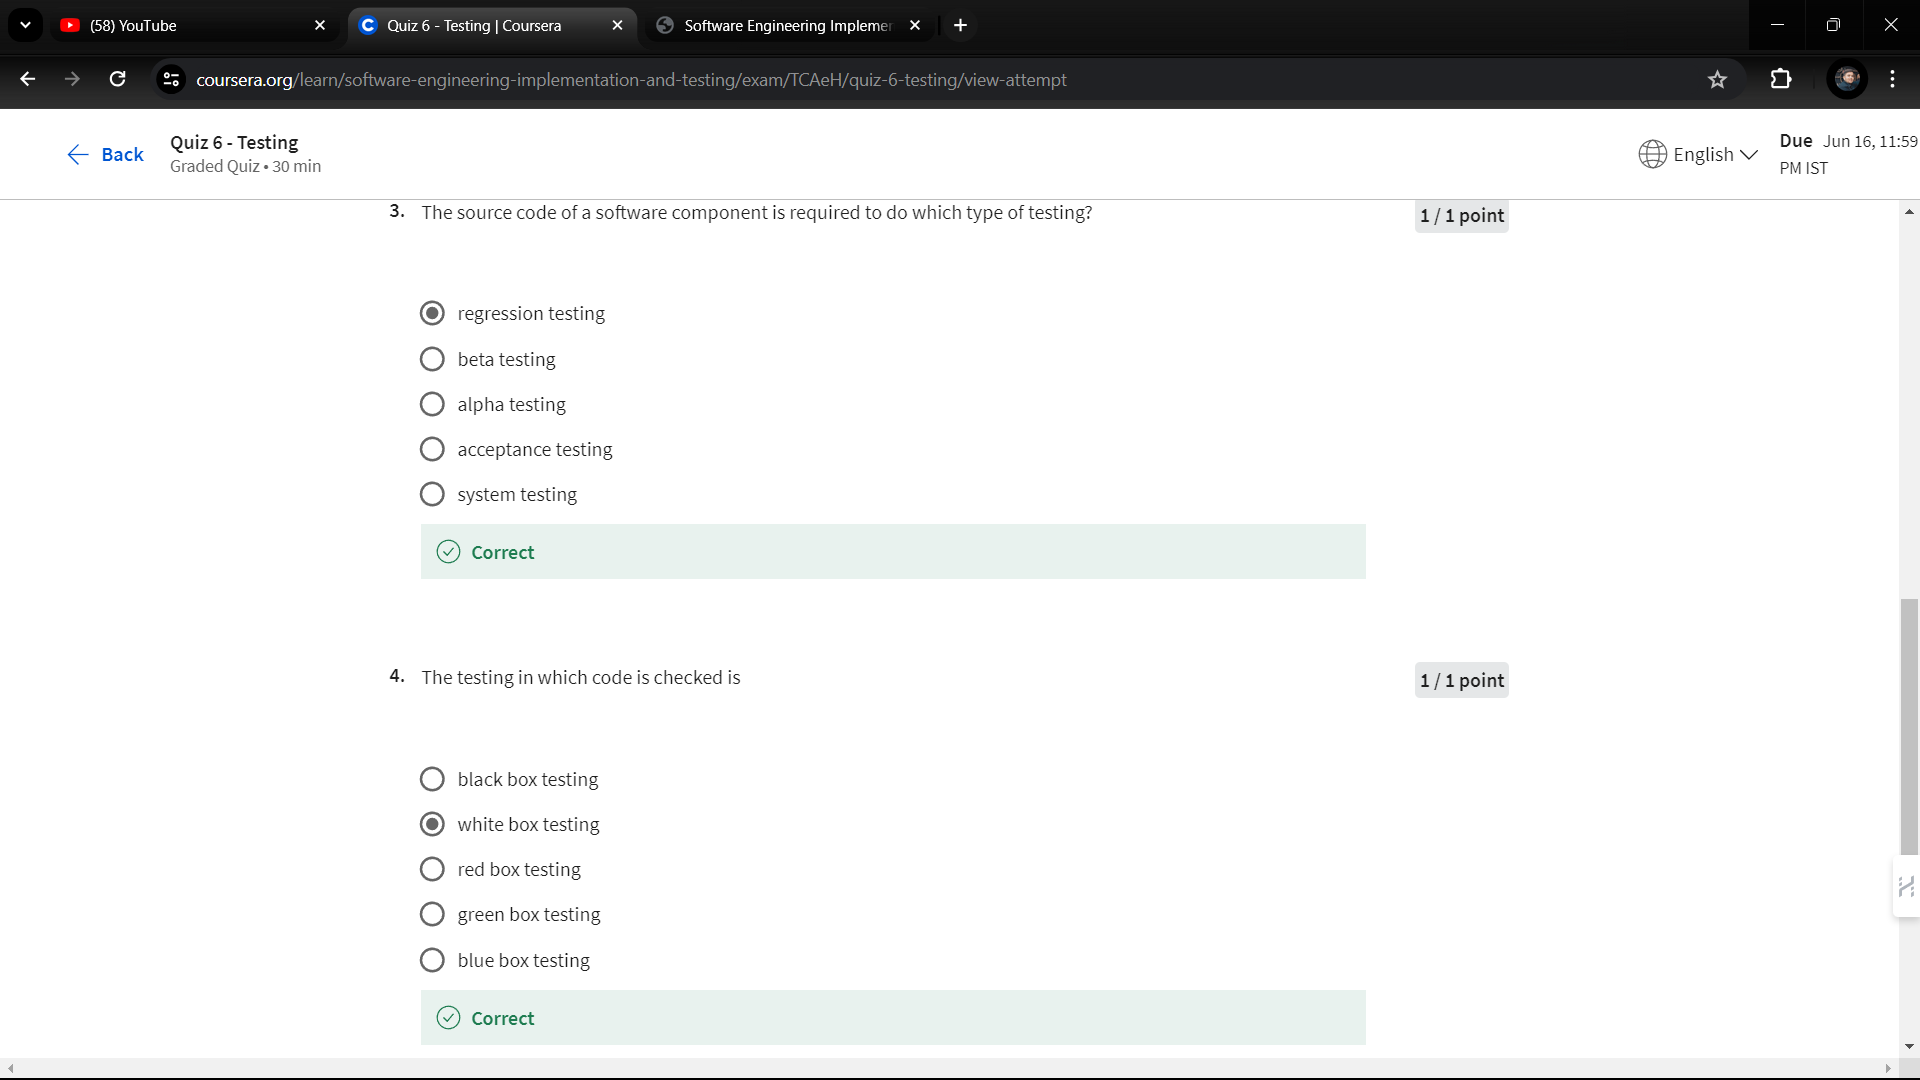 (58) YouTube
Quiz 6 - Testing | Coursera
Software Engineering Implemen
coursera.org/learn/software-engineering-implementation-and-testing/exam/TCAeH/quiz-6-testing/view-attempt
Back
Quiz 6 - Testing
Graded Quiz • 30 min
English
Due Jun 16, 11:59
PM IST
3. The source code of a software component is required to do which type of testing?
1 / 1 point
regression testing
beta testing
alpha testing
acceptance testing
system testing
Correct
4. The testing in which code is checked is
1 / 1 point
black box testing
white box testing
red box testing
green box testing
blue box testing
Correct